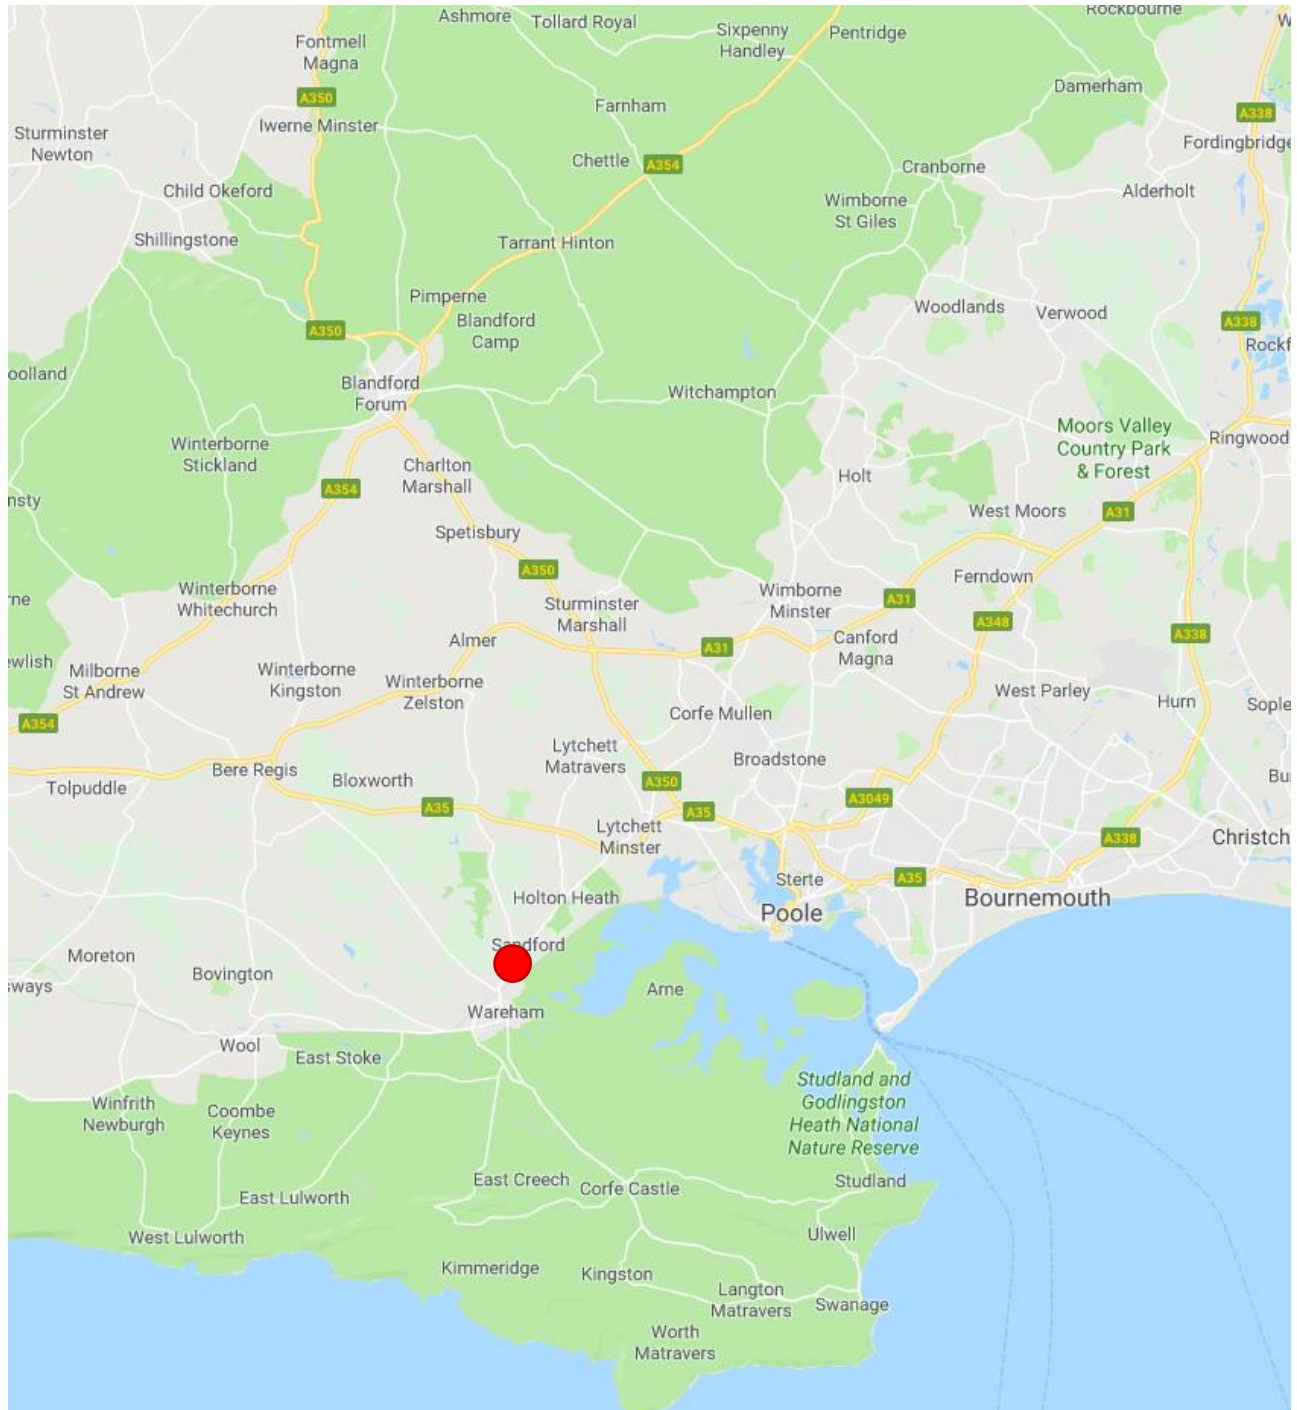 Ashmore
Tollard Royal
Rockbourne
Sixpenny
Handley
Pentridge
Fontmell
Magna
Damerham
A350
Farnham
A338
Iwerne Minster
Sturminster
Newton
Fordingbridge
Chettle
A354
Cranborne
Child Okeford
Alderholt
Wimborne
St Giles
Shillingstone
Tarrant Hinton
Pimperne
Woodlands
Verwood
Blandford
Camp
A350
A338
Rockf
oolland
Blandford
Forum
Witchampton
Moors Valley
Country Park
& Forest
Ringwood
Winterborne
Stickland
Charlton
Marshall
Holt
A354
nsty
West Moors
A31
Spetisbury
A350
Ferndown
Winterborne
Whitechurch
Wimborne
Minster
A31
rne
Sturminster
Marshall
A348
A338
Almer
A31
Canford
Magna
ewlish
Milborne
St Andrew
Winterborne
Kingston
Winterborne
Zelston
West Parley
Hurn
Sople
A354
Corfe Mullen
Lytchett
Matravers
Broadstone
Bere Regis
Bloxworth
A350
Bu
Tolpuddle
A3049
A35
A35
Lytchett
Minster
A338
Christch
Sterte
A35
Holton Heath
Bournemouth
Poole
Sandford
Moreton
Bovington
sways
Arne
Wareham
Wool
East Stoke
Studland and
Godlingston
Heath National
Nature Reserve
Winfrith
Newburgh
Coombe
Keynes
East Creech
Corfe Castle
Studland
East Lulworth
West Lulworth
Ulwell
Kimmeridge
Kingston
Langton
Matravers
Swanage
Worth
Matravers